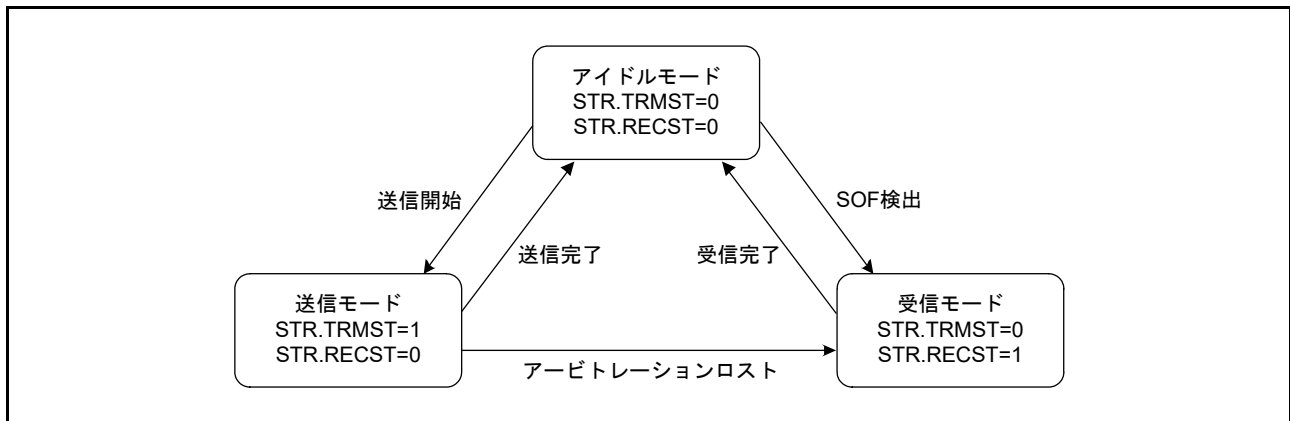 アイドルモード
STR.TRMST=0
STR.RECST=0
送信開始
SOF検出
送信完了
受信完了
送信モード
STR.TRMST=1
STR.RECST=0
受信モード
STR.TRMST=0
STR.RECST=1
アービトレーションロスト